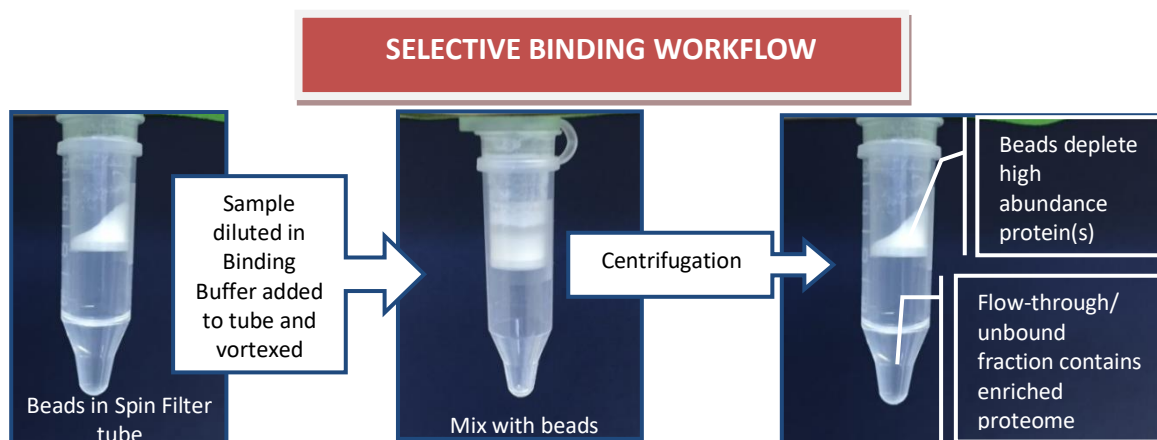 SELECTIVE BINDING WORKFLOW
Beads in Spin Filter
tube
Sample
diluted in
Binding
Buffer added
to tube and
vortexed
Mix with beads
Centrifugation
Beads deplete
high
abundance
protein(s)
Flow-through/
unbound
fraction contains
enriched
proteome